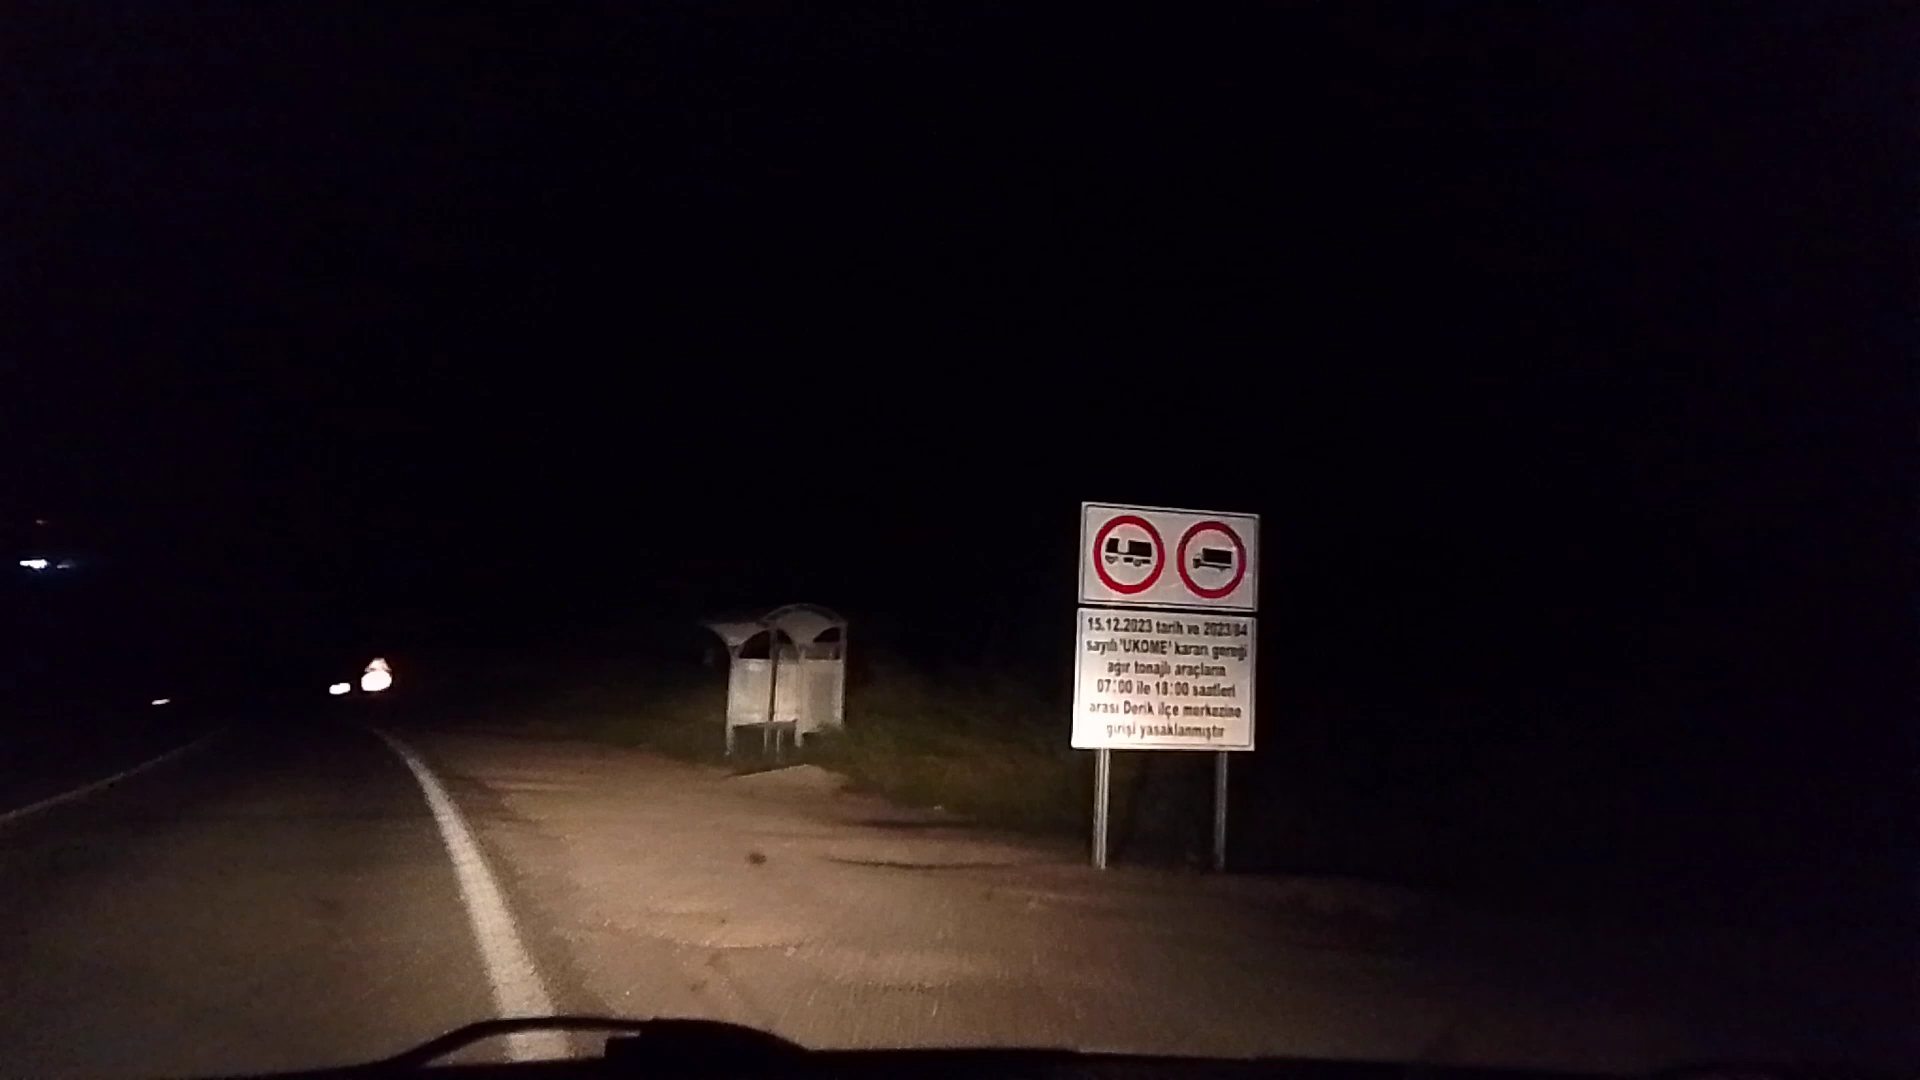 15.12.2023 tarih ve 2023/84
sayılı 'UKOME' kararı gereği
ağır tonajlı araçların
07:00 ile 18:00 saatleri
arası Derik ilçe merkezine
girişi yasaklanmıştır